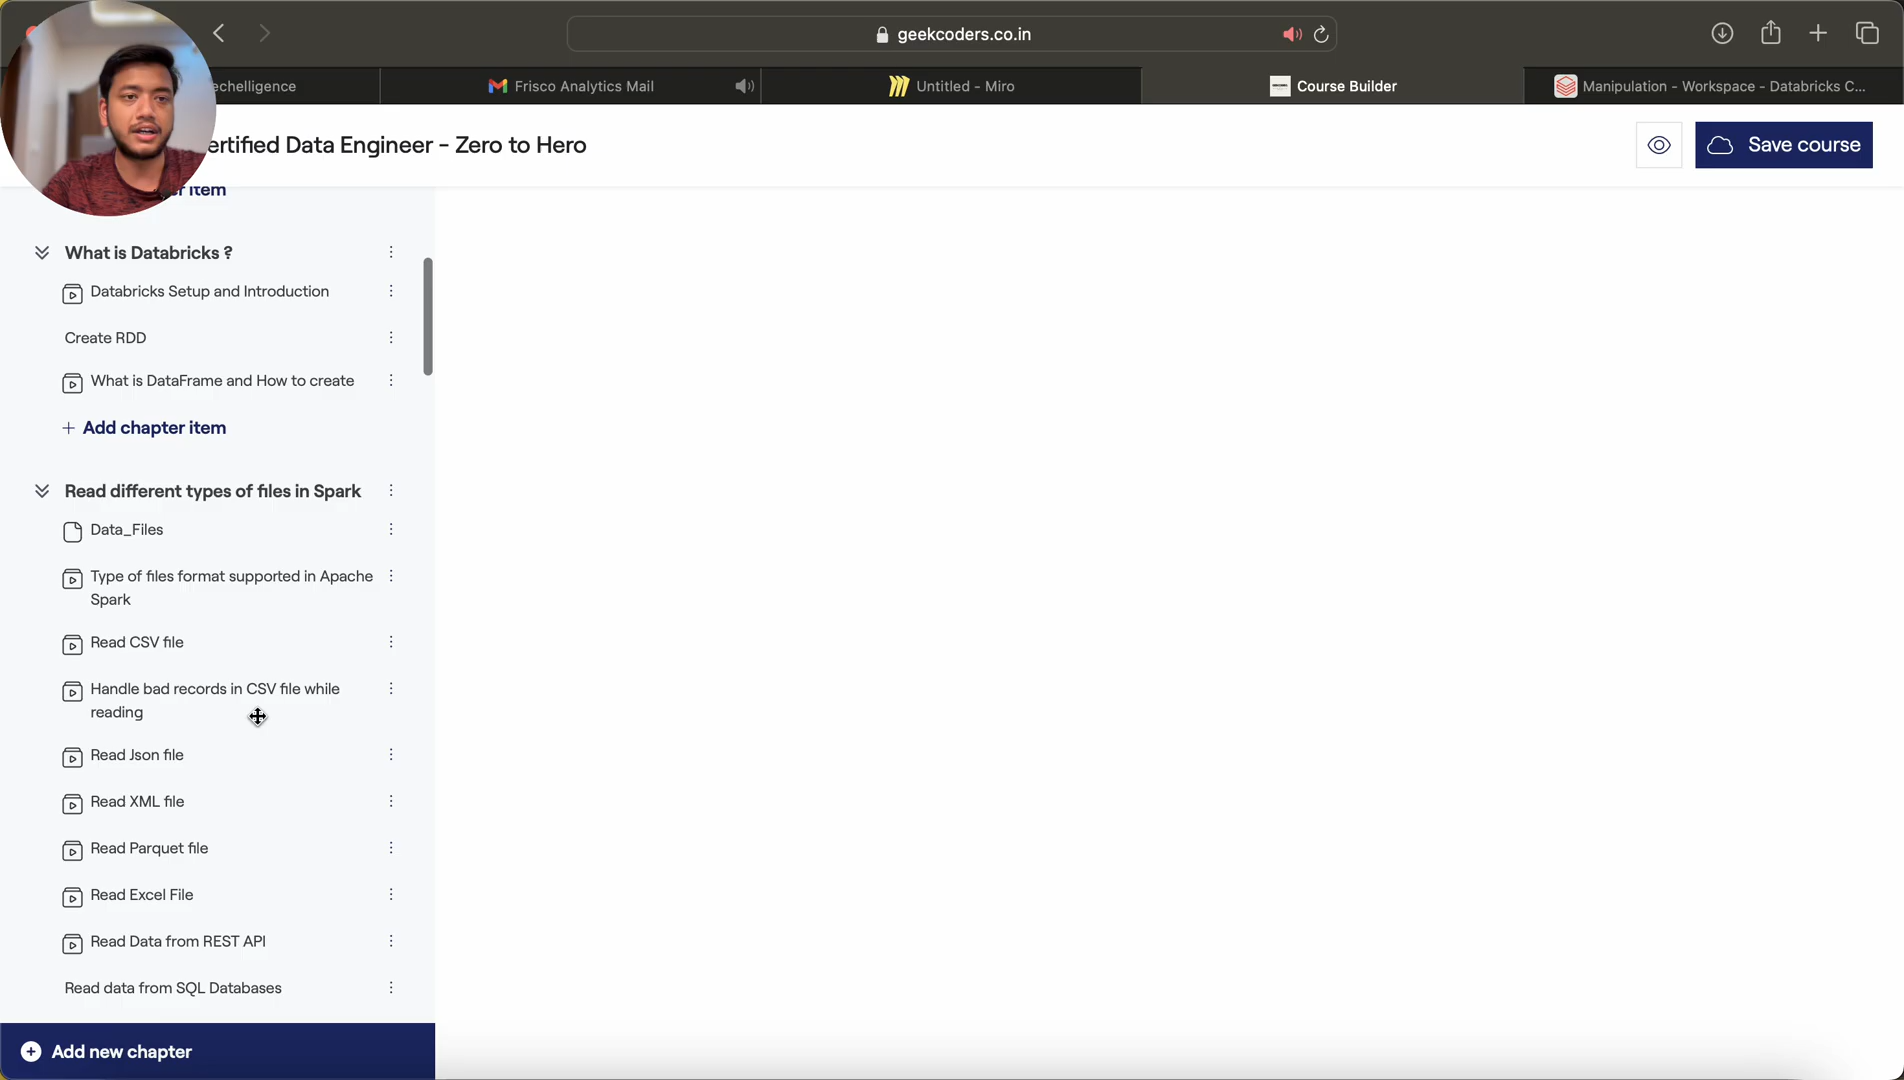 geekcoders.co.in
echelligence
Frisco Analytics Mail
Untitled - Miro
Course Builder
Manipulation - Workspace - Databricks C...
ertified Data Engineer - Zero to Hero
Save course
er item
What is Databricks ?
Databricks Setup and Introduction
Create RDD
What is DataFrame and How to create
+ Add chapter item
Read different types of files in Spark
Data_Files
Type of files format supported in Apache
Spark
Read CSV file
Handle bad records in CSV file while
reading
Read Json file
Read XML file
Read Parquet file
Read Excel File
Read Data from REST API
Read data from SQL Databases
Add new chapter